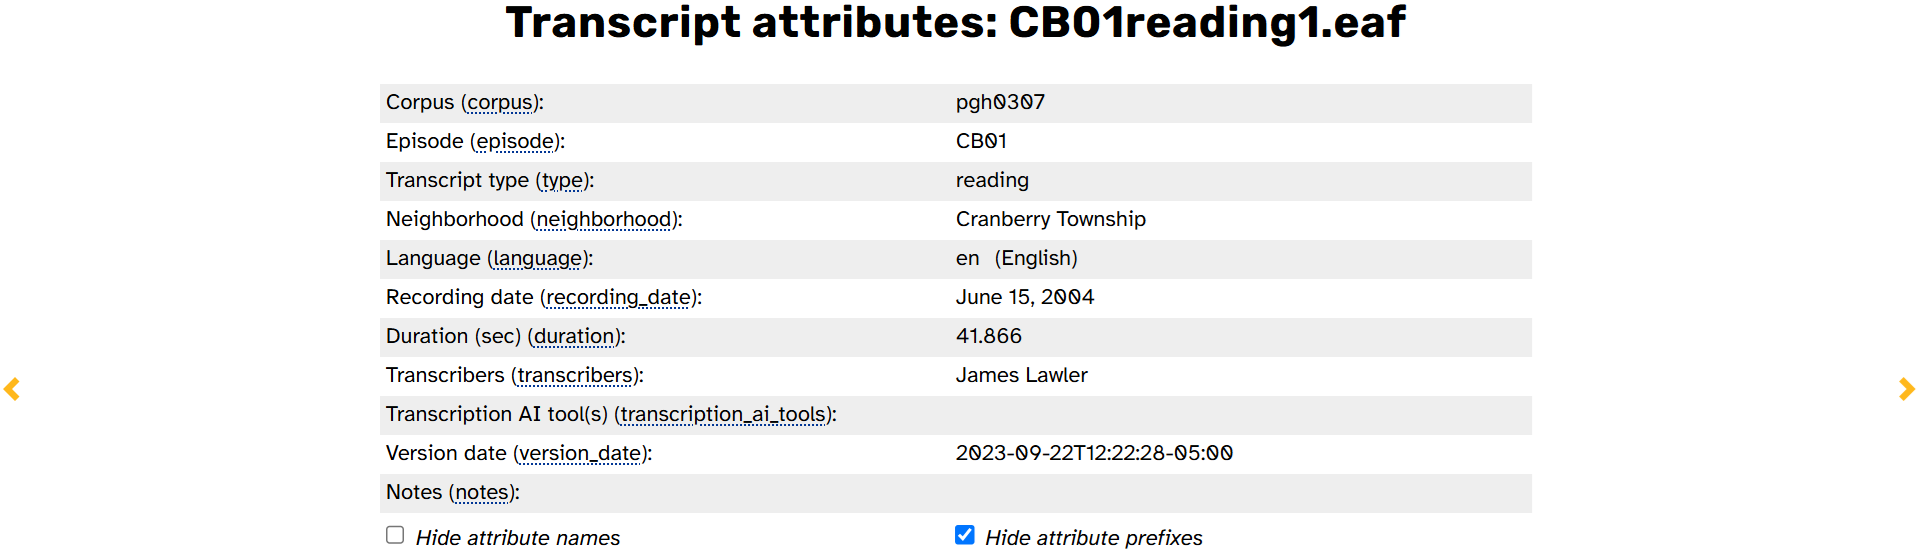 Transcript attributes: CB01reading1.eaf
Corpus (corpus): pgh0307
Episode (episode): CB01
Transcript type (type): reading
Neighborhood (neighborhood): Cranberry Township
Language (language): en (English)
Recording date (recording_date): June 15, 2004
Duration (sec) (duration): 41.866
Transcribers (transcribers): James Lawler
Transcription AI tool(s) (transcription_ai_tools):
Version date (version_date): 2023-09-22T12:22:28-05:00
Notes (notes):
Hide attribute names Hide attribute prefixes